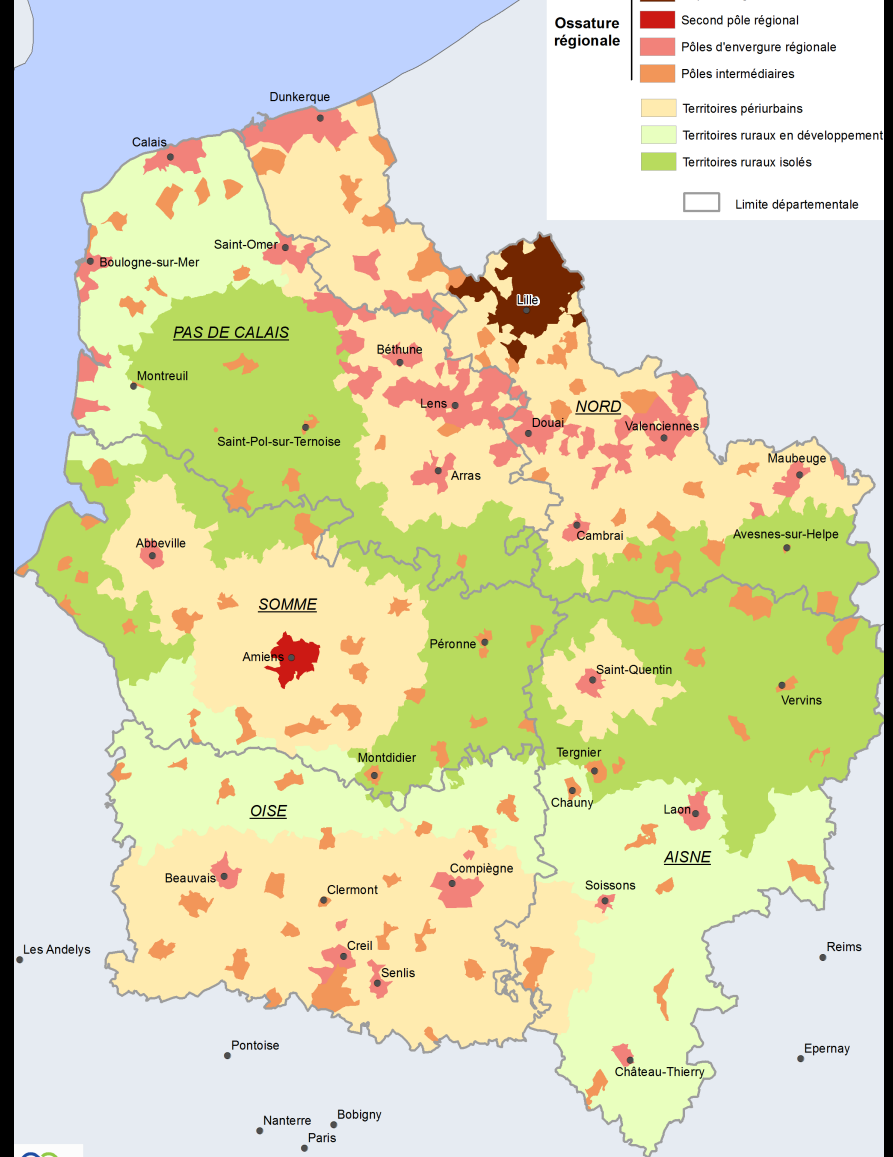 Ossature
régionale
Second pôle régional
Pôles d'envergure régionale
Pôles intermédiaires
Territoires périurbains
Territoires ruraux en développement
Territoires ruraux isolés
Limite départementale
Dunkerque
Calais
Saint-Omer
Boulogne-sur-Mer
Lille
PAS DE CALAIS
Béthune
Montreuil
Lens
NORD
Douai
Valenciennes
Saint-Pol-sur-Ternoise
Maubeuge
Arras
Cambrai
Avesnes-sur-Helpe
Abbeville
SOMME
Péronne
Amiens
Saint-Quentin
Vervins
Montdidier
Tergnier
Chauny
OISE
Laon
AISNE
Compiègne
Beauvais
Clermont
Soissons
Creil
Les Andelys
Reims
Senlis
Pontoise
Epernay
Château-Thierry
Nanterre
Bobigny
Paris